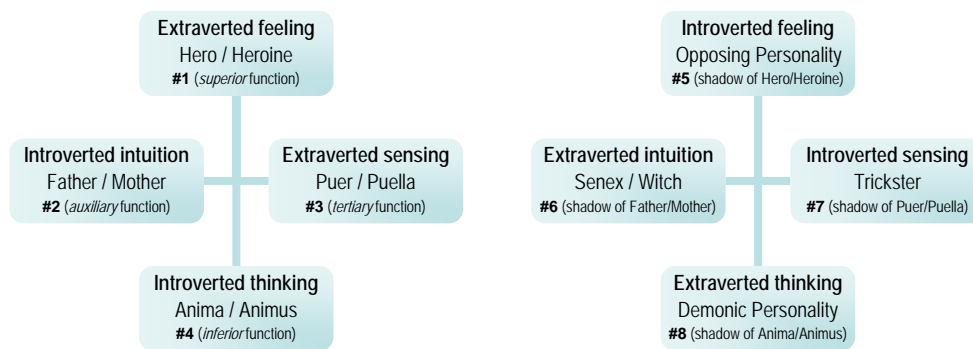 Extraverted feeling
Hero / Heroine
#1 (superior function)
Introverted intuition
Father / Mother
#2 (auxiliary function)
Extraverted sensing
Puer / Puella
#3 (tertiary function)
Introverted thinking
Anima / Animus
#4 (inferior function)
Introverted feeling
Opposing Personality
#5 (shadow of Hero/Heroine)
Extraverted intuition
Senex / Witch
#6 (shadow of Father/Mother)
Introverted sensing
Trickster
#7 (shadow of Puer/Puella)
Extraverted thinking
Demonic Personality
#8 (shadow of Anima/Animus)